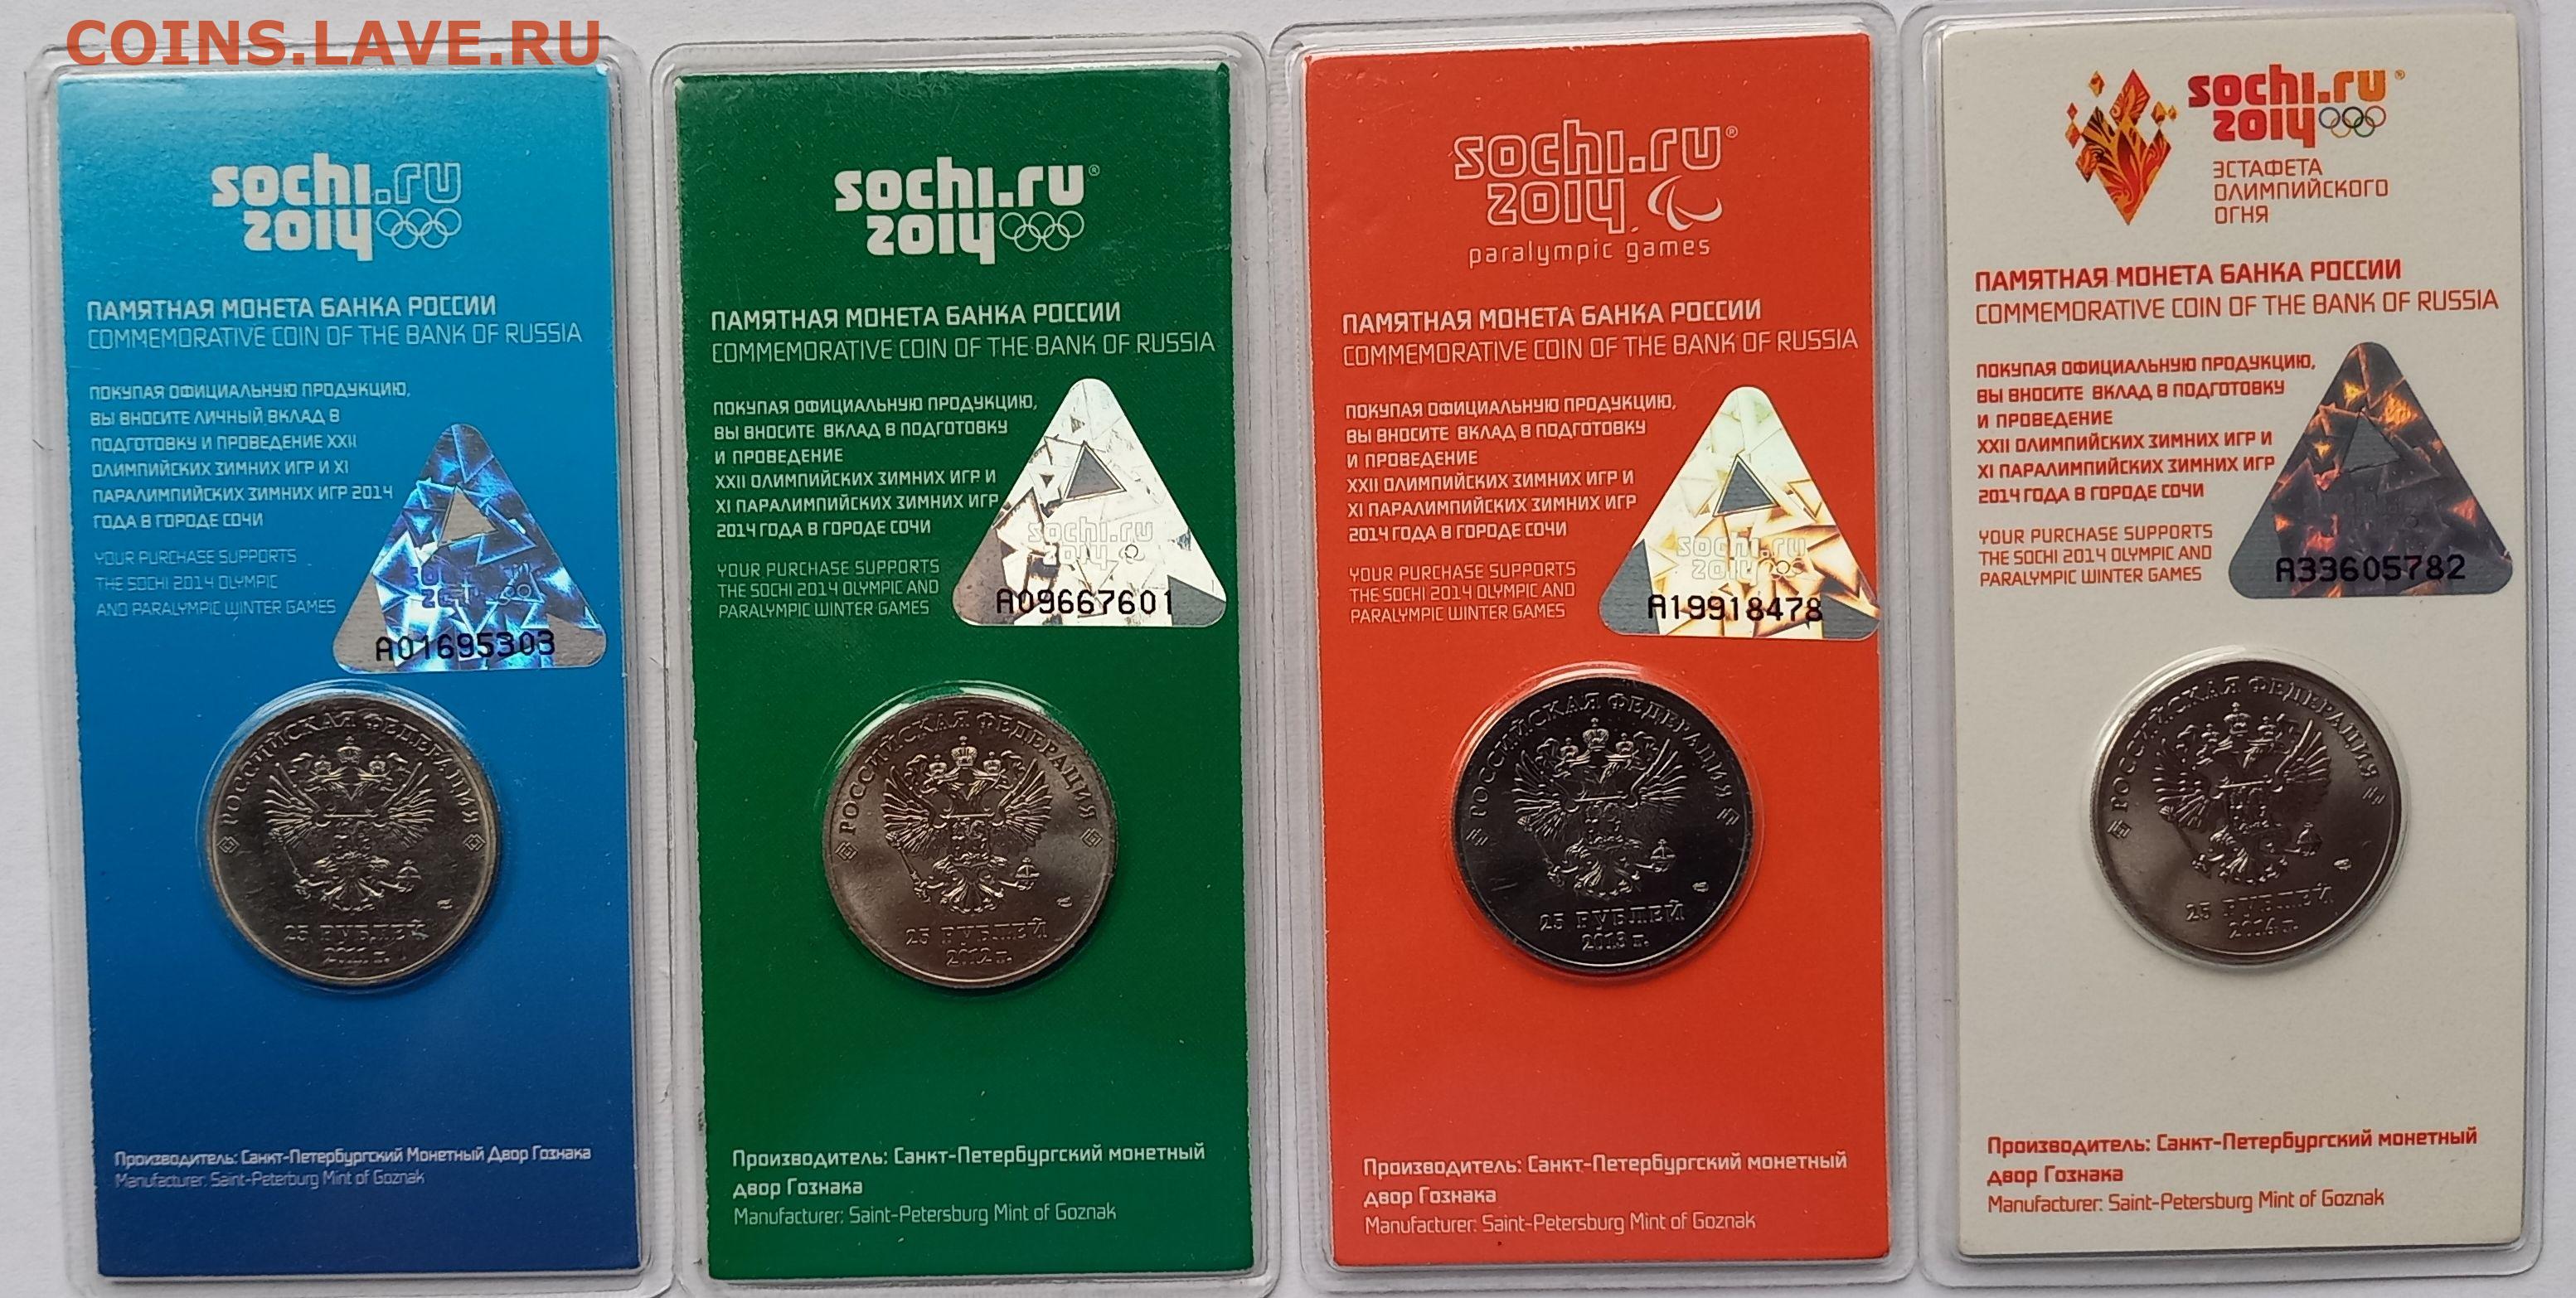 COINS.LAVE.RU
sochi.ru
2014
ПАМЯТНАЯ МОНЕТА БАНКА РОССИИ
COMMEMORATIVE COIN OF THE BANK OF RUSSIA
ПОКУПАЯ ОФИЦИАЛЬНУЮ ПРОДУКЦИЮ,
ВЫ ВНОСИТЕ ЛИЧНЫЙ ВКЛАД В
ПОДГОТОВКУ И ПРОВЕДЕНИЕ XXII
ОЛИМПИЙСКИХ ЗИМНИХ ИГР И XI
ПАРАЛИМПИЙСКИХ ЗИМНИХ ИГР 2014
ГОДА В ГОРОДЕ СОЧИ
YOUR PURCHASE SUPPORTS
THE SOCHI 2014 OLYMPIC
AND PARALYMPIC WINTER GAMES
A01695303
РОССИЙСКАЯ ФЕДЕРАЦИЯ
25 РУБЛЕЙ
Производитель: Санкт-Петербургский Монетный Двор Гознака
Manufacturer: Saint-Peterburg Mint of Goznak
sochi.ru®
2014
ПАМЯТНАЯ МОНЕТА БАНКА РОССИИ
COMMEMORATIVE COIN OF THE BANK OF RUSSIA
ПОКУПАЯ ОФИЦИАЛЬНУЮ ПРОДУКЦИЮ,
ВЫ ВНОСИТЕ ВКЛАД В ПОДГОТОВКУ
И ПРОВЕДЕНИЕ
XXII ОЛИМПИЙСКИХ ЗИМНИХ ИГР И
XI ПАРАЛИМПИЙСКИХ ЗИМНИХ ИГР
2014 ГОДА В ГОРОДЕ СОЧИ
YOUR PURCHASE SUPPORTS
THE SOCHI 2014 OLYMPIC AND
PARALYMPIC WINTER GAMES
sochi.ru
2014
A09667601
РОССИЙСКАЯ ФЕДЕРАЦИЯ
25 РУБЛЕЙ
2012 г.
Производитель: Санкт-Петербургский монетный
двор Гознака
Manufacturer: Saint-Petersburg Mint of Goznak
sochi.ru®
2014
paralympic games
ПАМЯТНАЯ МОНЕТА БАНКА РОССИИ
COMMEMORATIVE COIN OF THE BANK OF RUSSIA
ПОКУПАЯ ОФИЦИАЛЬНУЮ ПРОДУКЦИЮ,
ВЫ ВНОСИТЕ ВКЛАД В ПОДГОТОВКУ
И ПРОВЕДЕНИЕ
XXII ОЛИМПИЙСКИХ ЗИМНИХ ИГР И
XI ПАРАЛИМПИЙСКИХ ЗИМНИХ ИГР
2014 ГОДА В ГОРОДЕ СОЧИ
YOUR PURCHASE SUPPORTS
THE SOCHI 2014 OLYMPIC AND
PARALYMPIC WINTER GAMES
sochi.ru
2014
A19918478
РОССИЙСКАЯ ФЕДЕРАЦИЯ
25 РУБЛЕЙ
2013 г.
Производитель: Санкт-Петербургский монетный
двор Гознака
Manufacturer: Saint-Petersburg Mint of Goznak
sochi.ru®
2014
ЭСТАФЕТА
ОЛИМПИЙСКОГО
ОГНЯ
ПАМЯТНАЯ МОНЕТА БАНКА РОССИИ
COMMEMORATIVE COIN OF THE BANK OF RUSSIA
ПОКУПАЯ ОФИЦИАЛЬНУЮ ПРОДУКЦИЮ,
ВЫ ВНОСИТЕ ВКЛАД В ПОДГОТОВКУ
И ПРОВЕДЕНИЕ
XXII ОЛИМПИЙСКИХ ЗИМНИХ ИГР И
XI ПАРАЛИМПИЙСКИХ ЗИМНИХ ИГР
2014 ГОДА В ГОРОДЕ СОЧИ
YOUR PURCHASE SUPPORTS
THE SOCHI 2014 OLYMPIC AND
PARALYMPIC WINTER GAMES
A33605782
РОССИЙСКАЯ ФЕДЕРАЦИЯ
25 РУБЛЕЙ
2014 г.
Производитель: Санкт-Петербургский монетный
двор Гознака
Manufacturer: Saint-Petersburg Mint of Goznak